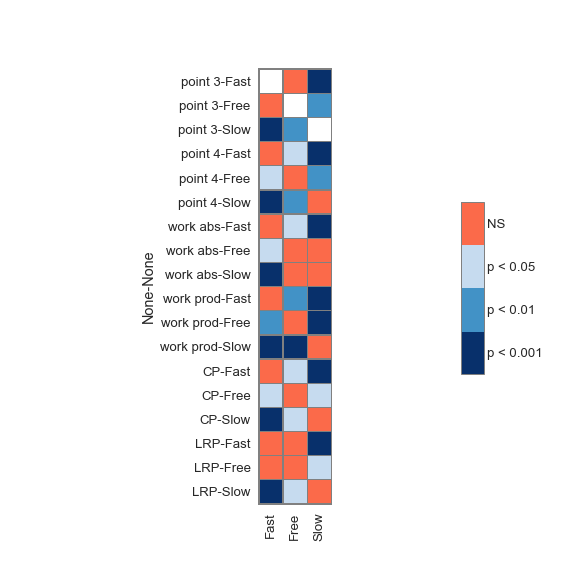 None-None
point 3-Fast
point 3-Free
point 3-Slow
point 4-Fast
point 4-Free
point 4-Slow
work abs-Fast
work abs-Free
work abs-Slow
work prod-Fast
work prod-Free
work prod-Slow
CP-Fast
CP-Free
CP-Slow
LRP-Fast
LRP-Free
LRP-Slow
Fast
Free
Slow
NS
p < 0.05
p < 0.01
p < 0.001